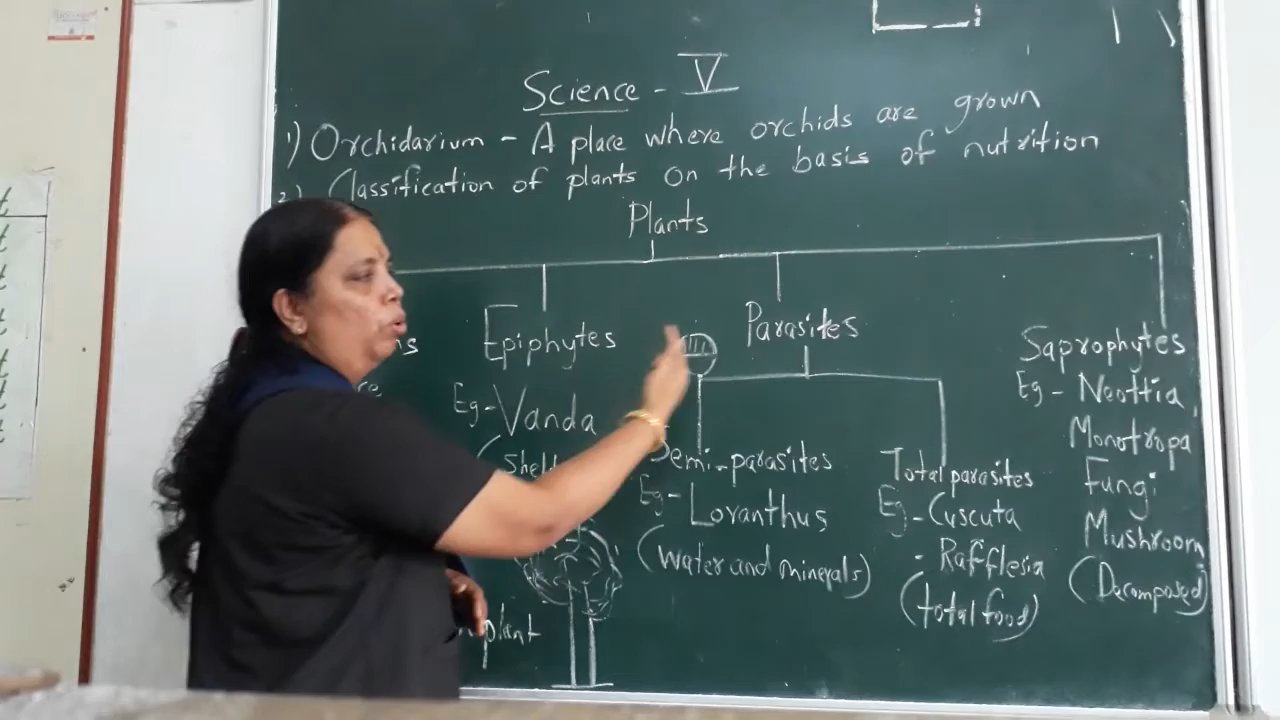 Science - V
1) Orchidarium - A place where orchids are grown
2) Classification of plants on the basis of nutrition
Plants
Epiphytes
Eg - Vanda
Parasites
Semi-parasites
Eg - Loranthus
(water and minerals)
Total parasites
Eg - Cuscuta
- Rafflesia
(total food)
Saprophytes
Eg - Neottia,
Monotropa
Fungi
Mushroom
(Decomposed)
plant